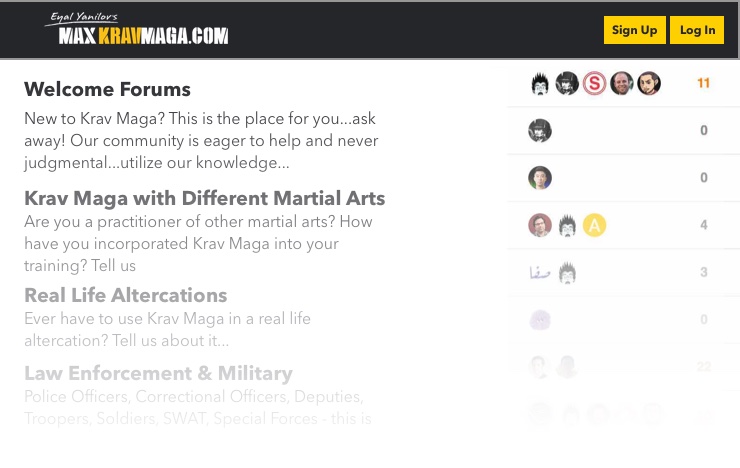 Eyal Yanilov's
MAX KRAVMAGA.COM
Sign Up
Log In
Welcome Forums
New to Krav Maga? This is the place for you...ask
away! Our community is eager to help and never
judgmental...utilize our knowledge...
Krav Maga with Different Martial Arts
Are you a practitioner of other martial arts? How
have you incorporated Krav Maga into your
training? Tell us
Real Life Altercations
Ever have to use Krav Maga in a real life
altercation? Tell us about it...
Law Enforcement & Military
Police Officers, Correctional Officers, Deputies,
Troopers, Soldiers, SWAT, Special Forces - this is
S
11
0
0
A
4
صفا
3
0
22